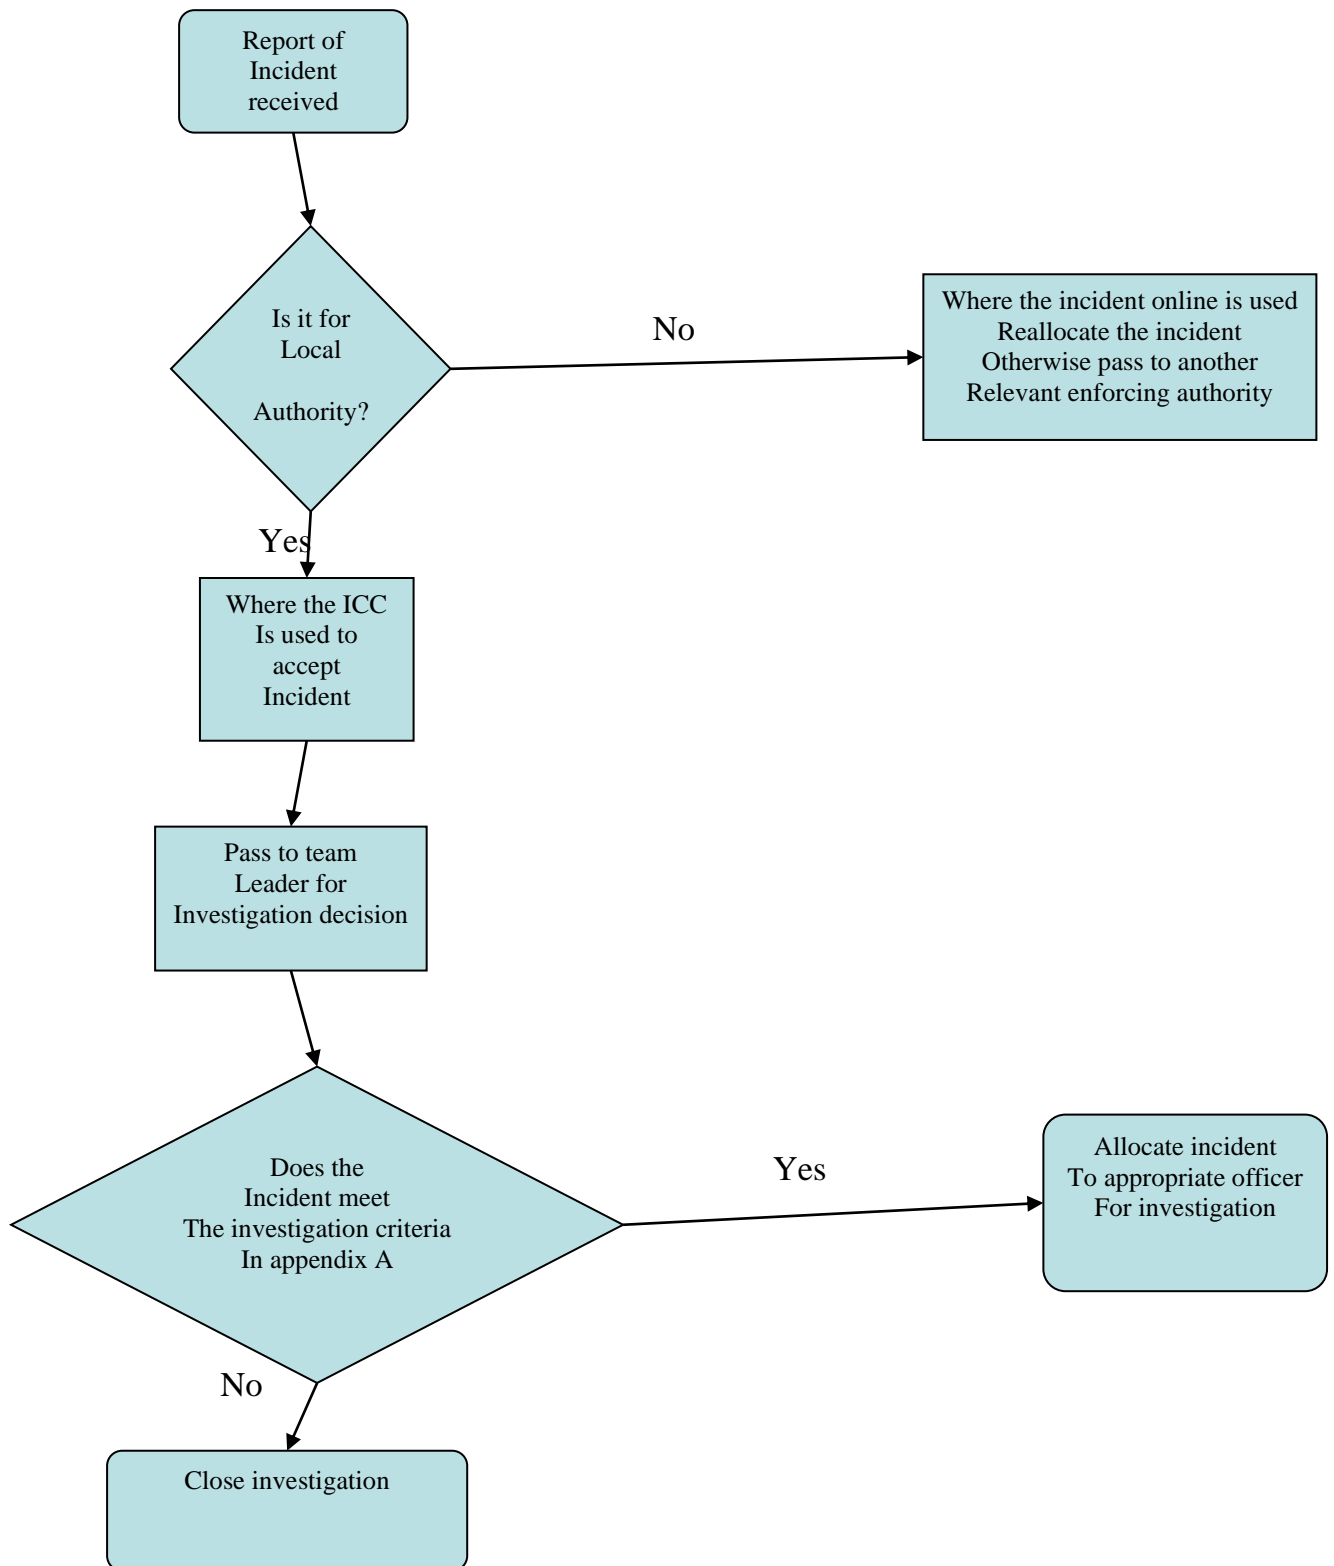 Report of
Incident
received
Is it for
Local
Authority?
No
Where the incident online is used
Reallocate the incident
Otherwise pass to another
Relevant enforcing authority
Yes
Where the ICC
Is used to
accept
Incident
Pass to team
Leader for
Investigation decision
Does the
Incident meet
The investigation criteria
In appendix A
Yes
Allocate incident
To appropriate officer
For investigation
No
Close investigation